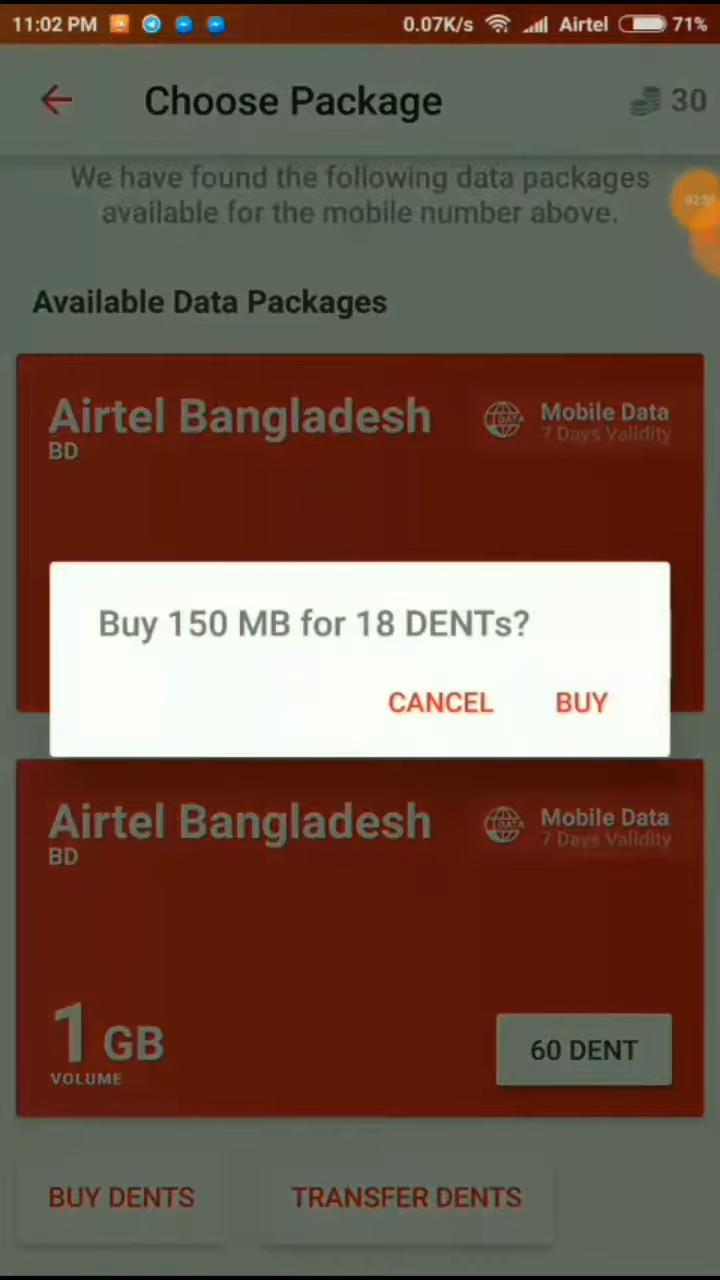 11:02 PM 0.07K/s Airtel 71%
Choose Package 30
We have found the following data packages
available for the mobile number above.
Available Data Packages
Airtel Bangladesh
BD
DATA
Mobile Data
7 Days Validity
Buy 150 MB for 18 DENTs?
CANCEL BUY
Airtel Bangladesh
BD
DATA
Mobile Data
7 Days Validity
1 GB
VOLUME
60 DENT
BUY DENTS TRANSFER DENTS